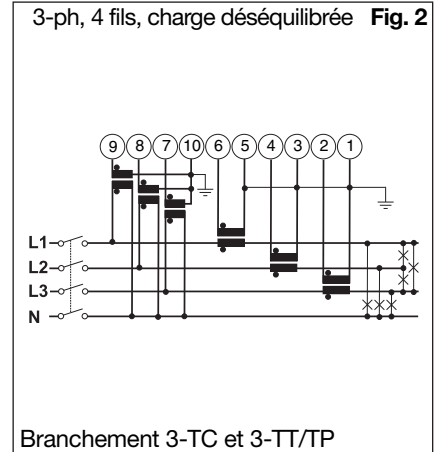 3-ph, 4 fils, charge déséquilibrée Fig. 2
9 8 7 10 6 5 4 3 2 1
L1
L2
L3
N
Branchement 3-TC et 3-TT/TP